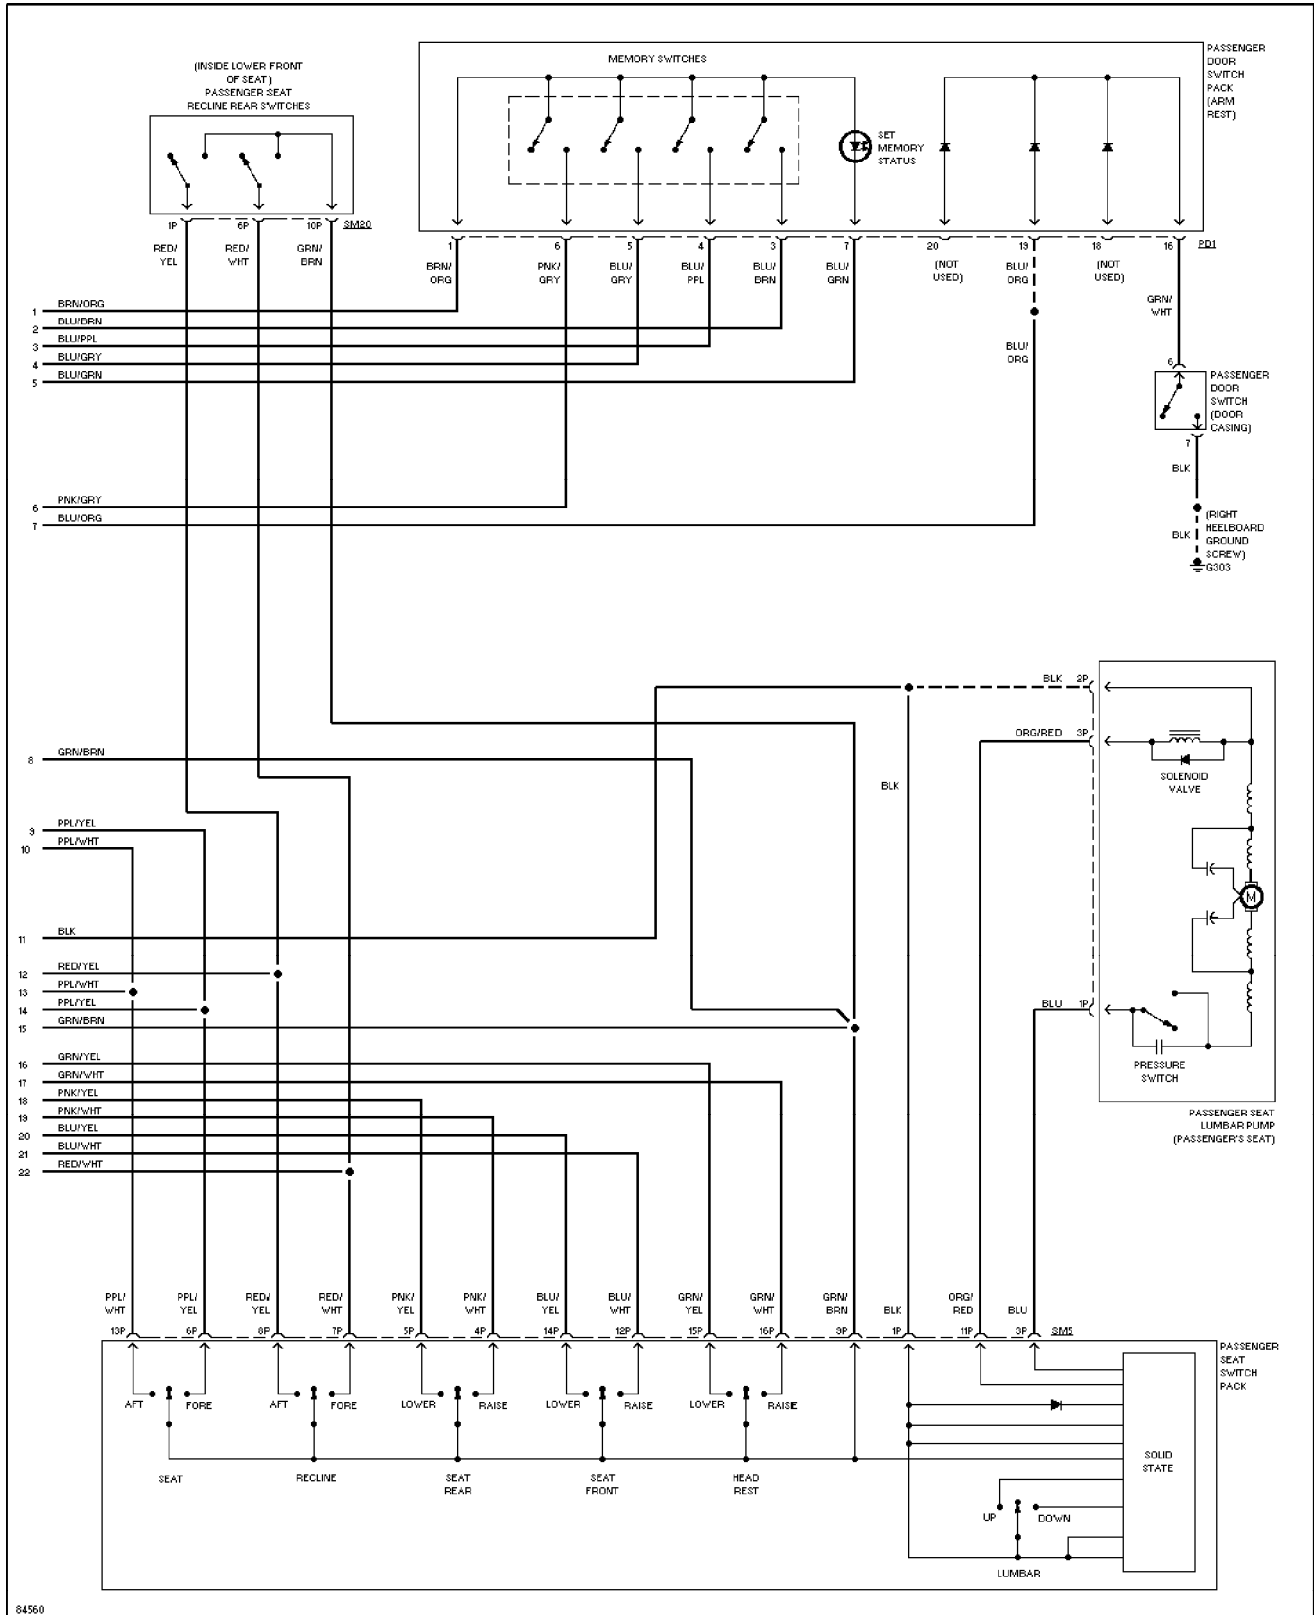 (INSIDE LOWER FRONT
OF SEAT)
PASSENGER SEAT
RECLINE REAR SWITCHES
MEMORY SWITCHES
PASSENGER
DOOR
SWITCH
PACK
(ARM
REST)
SET
MEMORY
STATUS
1P 6P 10P SM20
RED/
YEL
RED/
WHT
GRN/
BRN
1 6 5 4 3 7 20 19 18 16 PD1
BRN/
ORG
PNK/
GRY
BLU/
GRY
BLU/
PPL
BLU/
BRN
BLU/
GRN
(NOT
USED)
BLU/
ORG
(NOT
USED)
GRN/
WHT
BLU/
ORG
1 BRN/ORG
2 BLU/BRN
3 BLU/PPL
4 BLU/GRY
5 BLU/GRN
6
PASSENGER
DOOR
SWITCH
(DOOR
CASING)
7
BLK
6 PNK/GRY
7 BLU/ORG
BLK
(RIGHT
HEELBOARD
GROUND
SCREW)
G303
BLK 2P
ORG/RED 3P
SOLENOID
VALVE
BLK
M
BLU 1P
PRESSURE
SWITCH
PASSENGER SEAT
LUMBAR PUMP
(PASSENGER'S SEAT)
8 GRN/BRN
9 PPL/YEL
10 PPL/WHT
11 BLK
12 RED/YEL
13 PPL/WHT
14 PPL/YEL
15 GRN/BRN
16 GRN/YEL
17 GRN/WHT
18 PNK/YEL
19 PNK/WHT
20 BLU/YEL
21 BLU/WHT
22 RED/WHT
PPL/
WHT
PPL/
YEL
RED/
YEL
RED/
WHT
PNK/
YEL
PNK/
WHT
BLU/
YEL
BLU/
WHT
GRN/
YEL
GRN/
WHT
GRN/
BRN
BLK
ORG/
RED
BLU
13P 6P 8P 7P 5P 4P 14P 12P 15P 16P 9P 1P 11P 3P SM5
PASSENGER
SEAT
SWITCH
PACK
AFT FORE AFT FORE LOWER RAISE LOWER RAISE LOWER RAISE
SEAT
RECLINE
SEAT
REAR
SEAT
FRONT
HEAD
REST
SOLID
STATE
UP DOWN
LUMBAR
84560